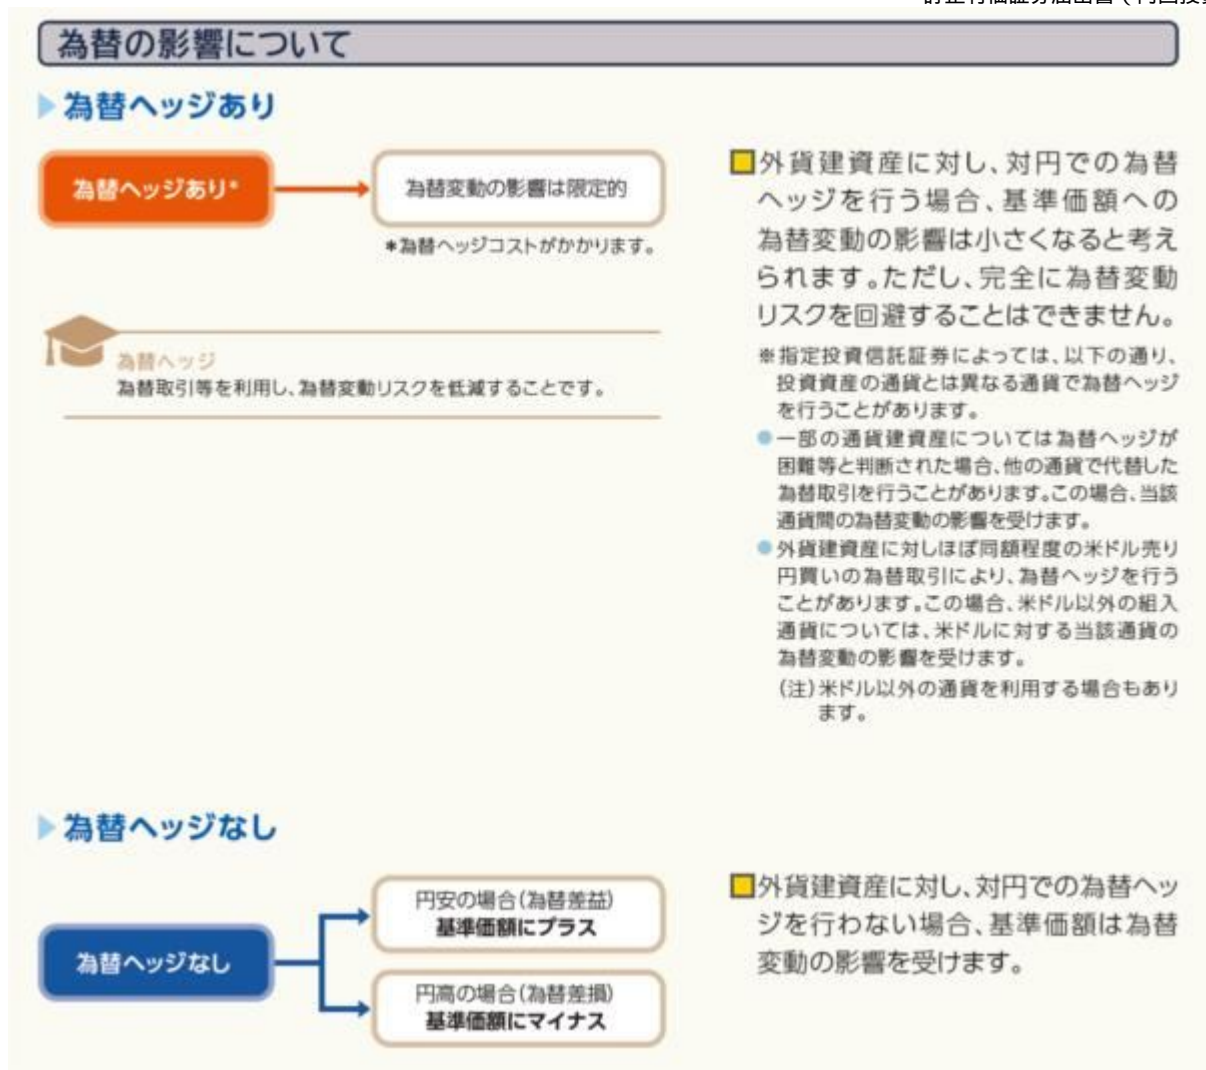 為替の影響について
為替ヘッジあり
為替ヘッジあり*
為替変動の影響は限定的
*為替ヘッジコストがかかります。
為替ヘッジ
為替取引等を利用し、為替変動リスクを低減することです。
外貨建資産に対し、対円での為替
ヘッジを行う場合、基準価額への
為替変動の影響は小さくなると考え
られます。ただし、完全に為替変動
リスクを回避することはできません。
※指定投資信託証券によっては、以下の通り、
投資資産の通貨とは異なる通貨で為替ヘッジ
を行うことがあります。
●一部の通貨建資産については為替ヘッジが
困難等と判断された場合、他の通貨で代替した
為替取引を行うことがあります。この場合、当該
通貨間の為替変動の影響を受けます。
●外貨建資産に対しほぼ同額程度の米ドル売り
円買いの為替取引により、為替ヘッジを行う
ことがあります。この場合、米ドル以外の組入
通貨については、米ドルに対する当該通貨の
為替変動の影響を受けます。
(注)米ドル以外の通貨を利用する場合もあり
ます。
為替ヘッジなし
為替ヘッジなし
円安の場合(為替差益)
基準価額にプラス
円高の場合(為替差損)
基準価額にマイナス
外貨建資産に対し、対円での為替ヘッ
ジを行わない場合、基準価額は為替
変動の影響を受けます。